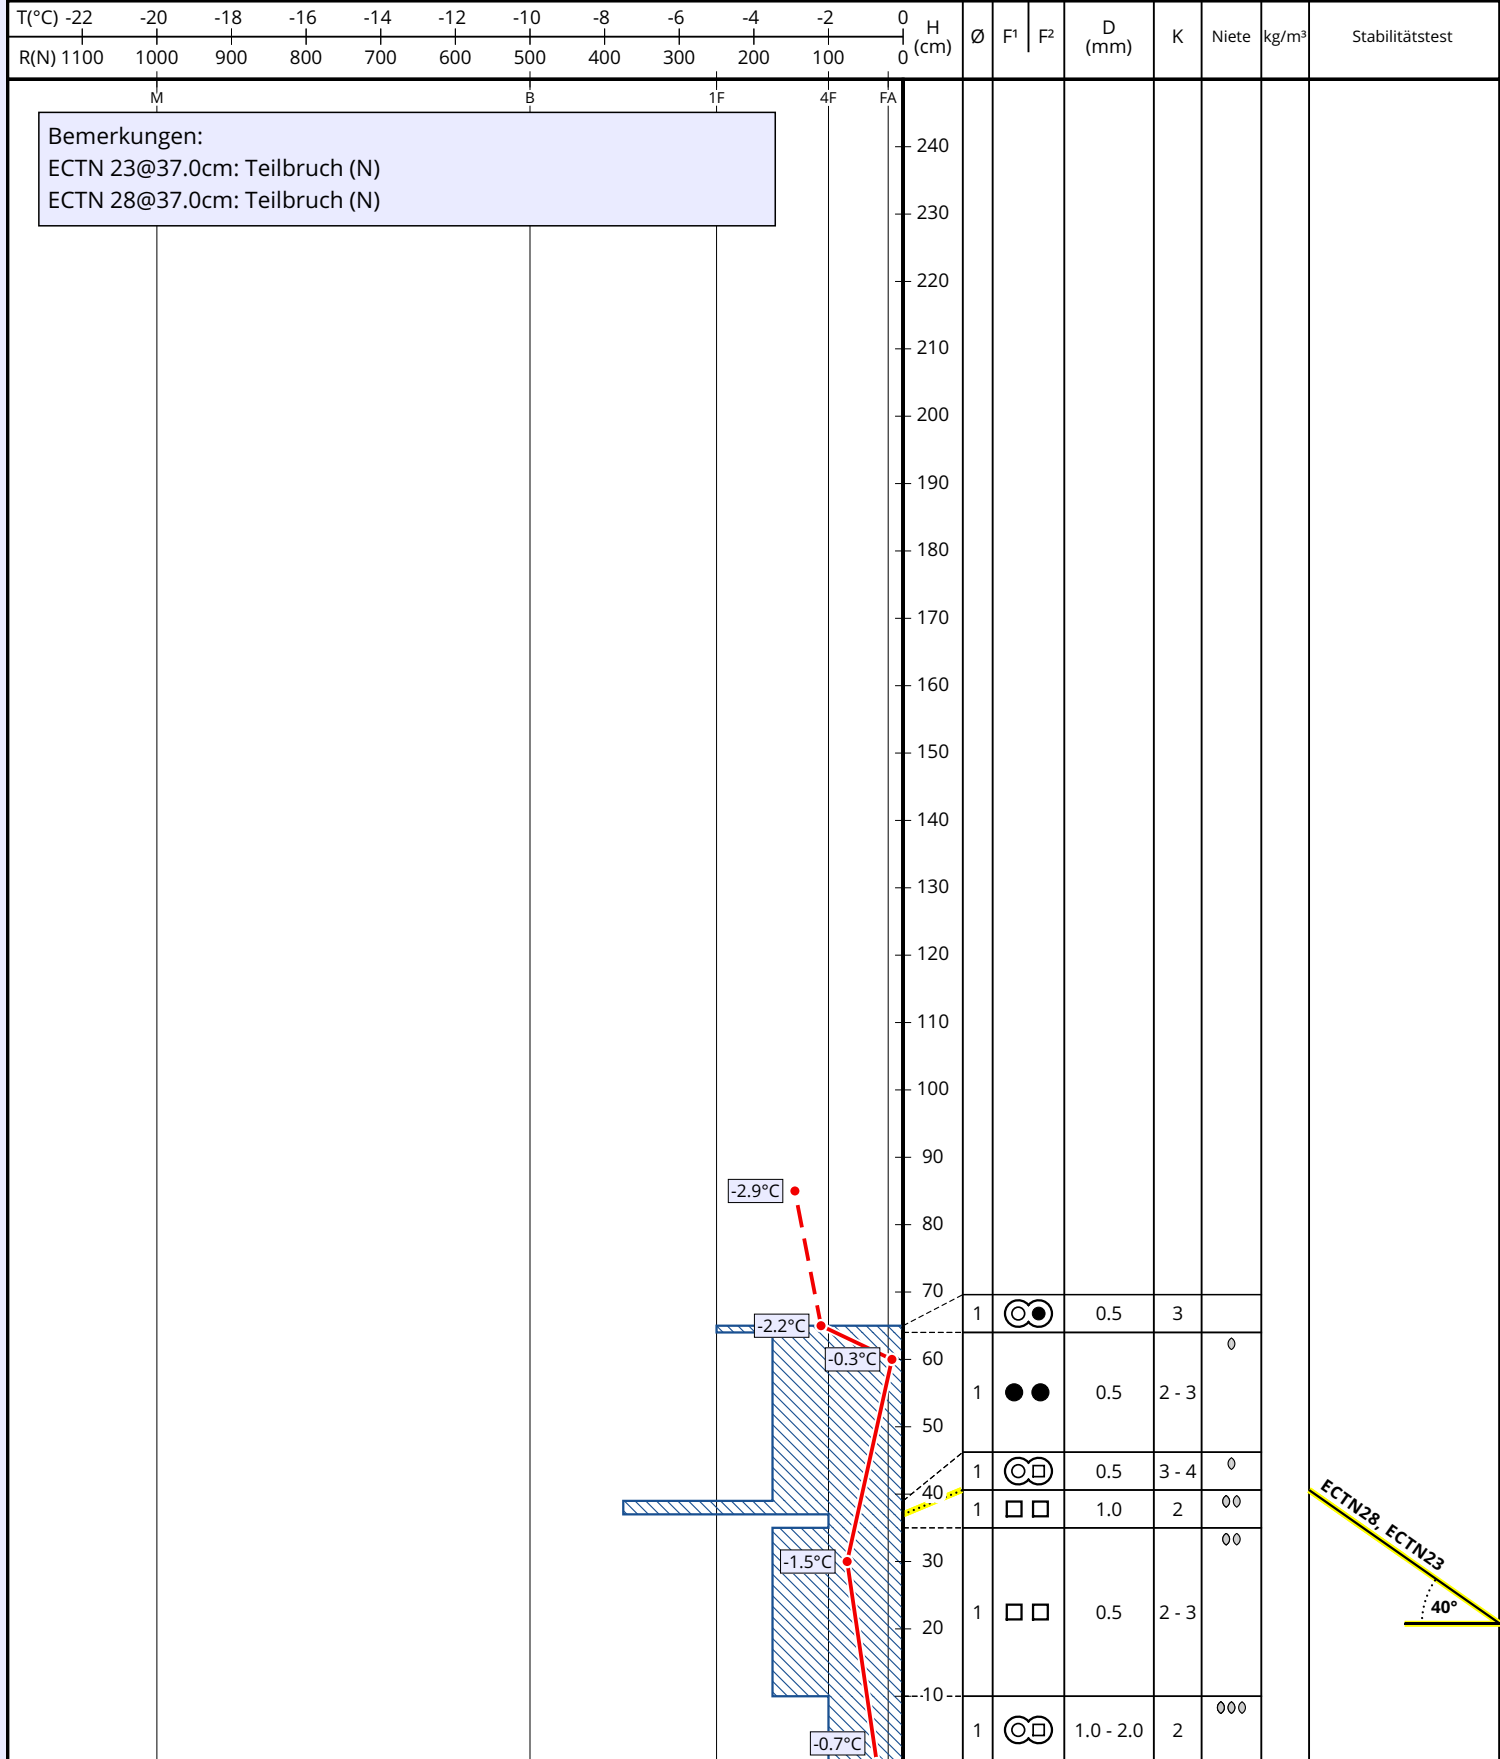 T(°C) -22 -20 -18 -16 -14 -12 -10 -8 -6 -4 -2 0
R(N) 1100 1000 900 800 700 600 500 400 300 200 100 0
H (cm) Ø F¹ F² D (mm) K Niete kg/m³ Stabilitätstest
M B 1F 4F FA
Bemerkungen:
ECTN 23@37.0cm: Teilbruch (N)
ECTN 28@37.0cm: Teilbruch (N)
240
230
220
210
200
190
180
170
160
150
140
130
120
110
100
90
-2.9°C
80
70
1 0.5 3
-2.2°C
-0.3°C 60
1 0.5 2 - 3
50
1 0.5 3 - 4
40
1 1.0 2
ECTN28, ECTN23
-1.5°C 30
40°
1 0.5 2 - 3
20
10
1 1.0 - 2.0 2
-0.7°C